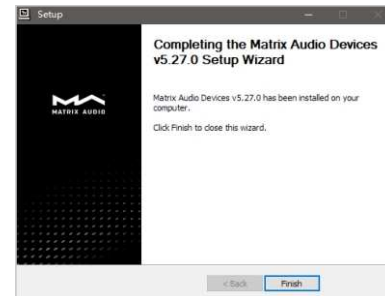 Setup
Completing the Matrix Audio Devices
v5.27.0 Setup Wizard
MATRIX AUDIO
Matrix Audio Devices v5.27.0 has been installed on your
computer.
Click Finish to close this wizard.
< Back
Finish